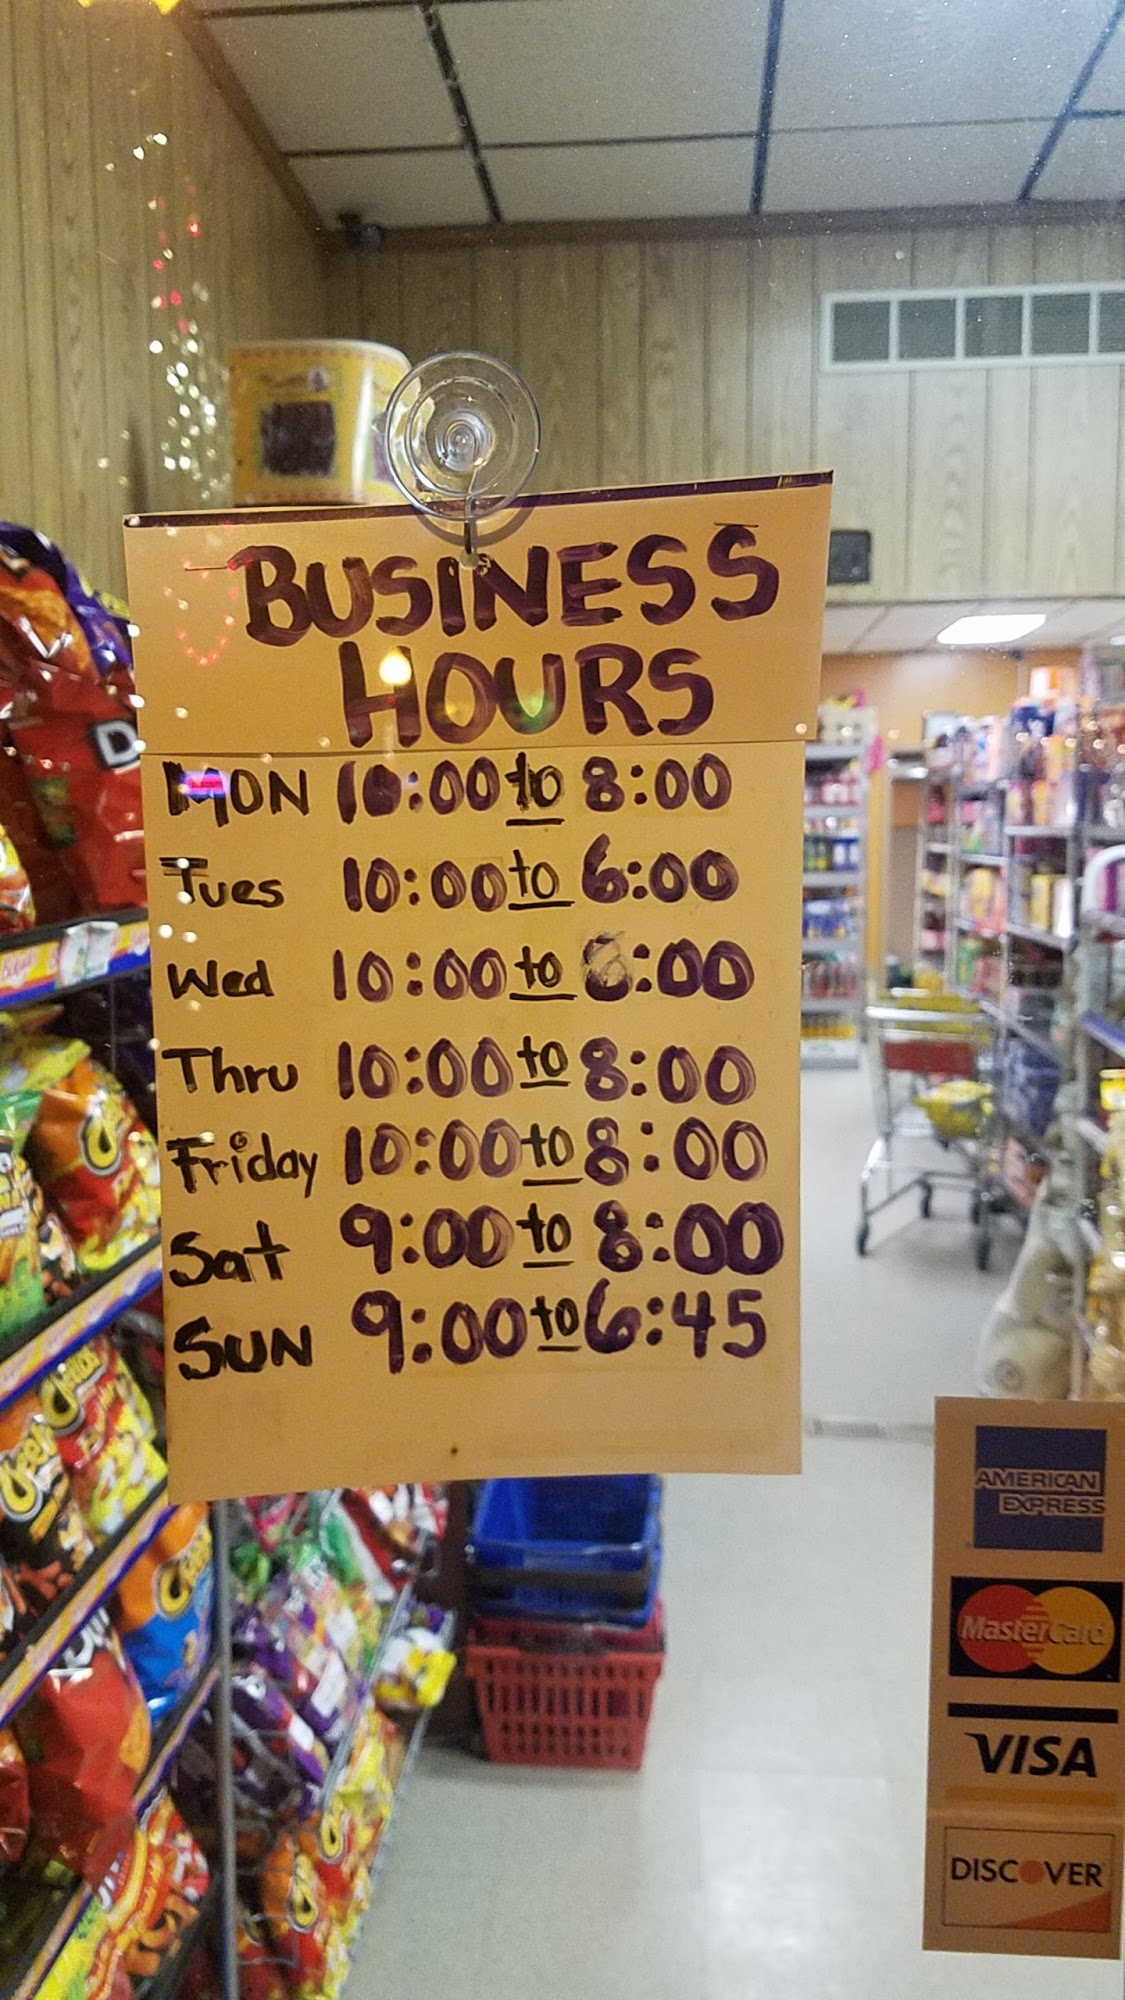 BUSINESS
HOURS
MON 10:00 to 8:00
Tues 10:00 to 6:00
Wed 10:00 to :00
Thru 10:00 to 8:00
Friday 10:00 to 8:00
Sat 9:00 to 8:00
SUN 9:00 to 6:45
AMERICAN
EXPRESS
MasterCard
VISA
DISCOVER